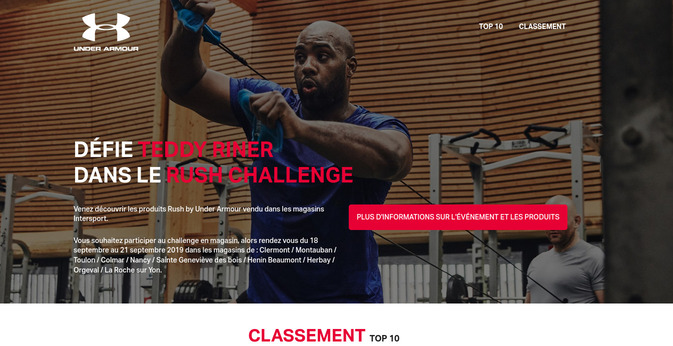 TOP 10 CLASSEMENT
UNDER ARMOUR
DÉFIE TEDDY RINER
DANS LE RUSH CHALLENGE
Venez découvrir les produits Rush by Under Armour vendu dans les magasins
Intersport.
PLUS D'INFORMATIONS SUR L'ÉVÉNEMENT ET LES PRODUITS
Vous souhaitez participer au challenge en magasin, alors rendez vous du 18
septembre au 21 septembre 2019 dans les magasins de : Clermont / Montauban /
Toulon / Colmar / Nancy / Sainte Geneviève des bois / Henin Beaumont / Herbay /
Orgeval / La Roche sur Yon.
CLASSEMENT TOP 10